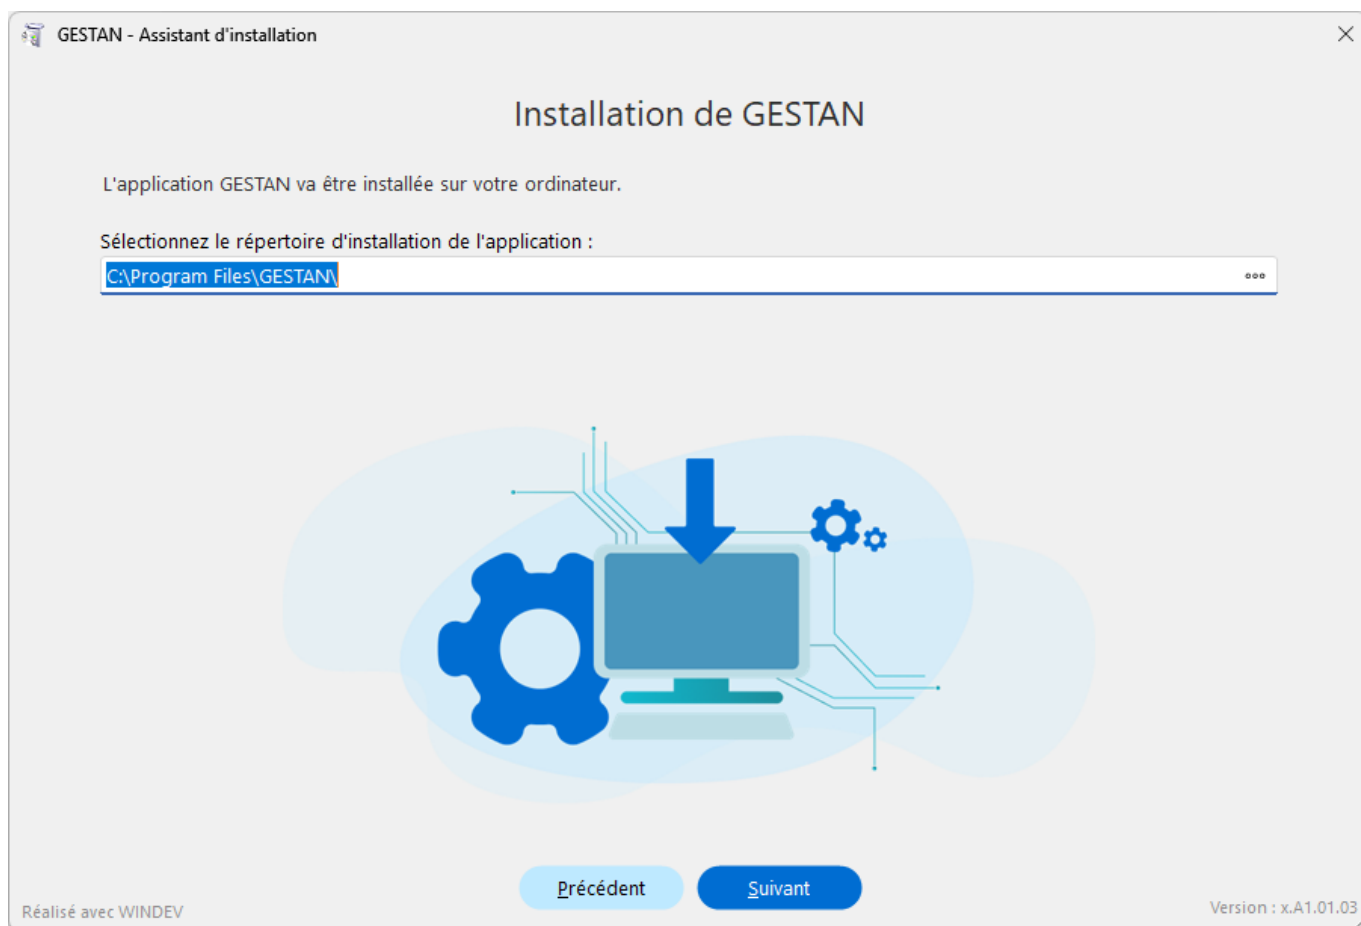 GESTAN - Assistant d'installation
Installation de GESTAN
L'application GESTAN va être installée sur votre ordinateur.
Sélectionnez le répertoire d'installation de l'application :
C:\Program Files\GESTAN\
Précédent
Suivant
Réalisé avec WINDEV
Version : x.A1.01.03